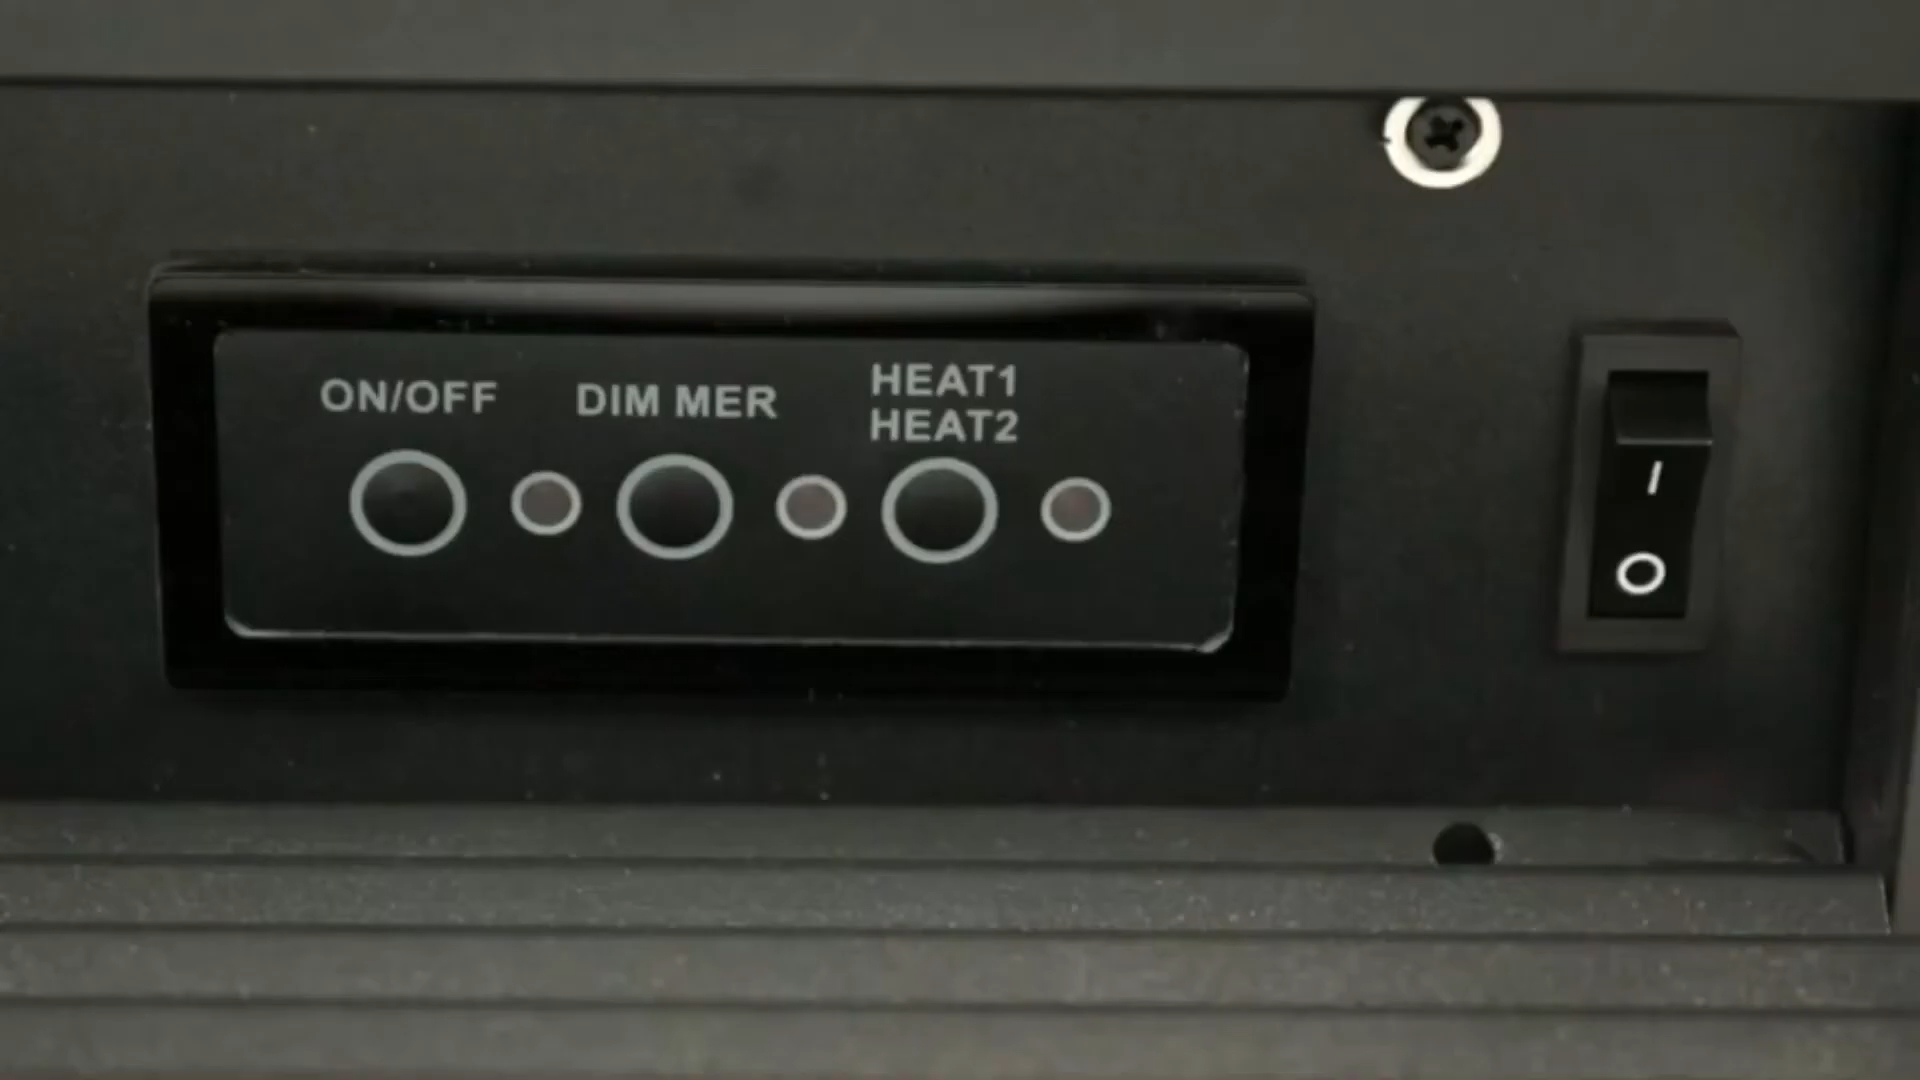 ON/OFF
DIM MER
HEAT1
HEAT2
I
O